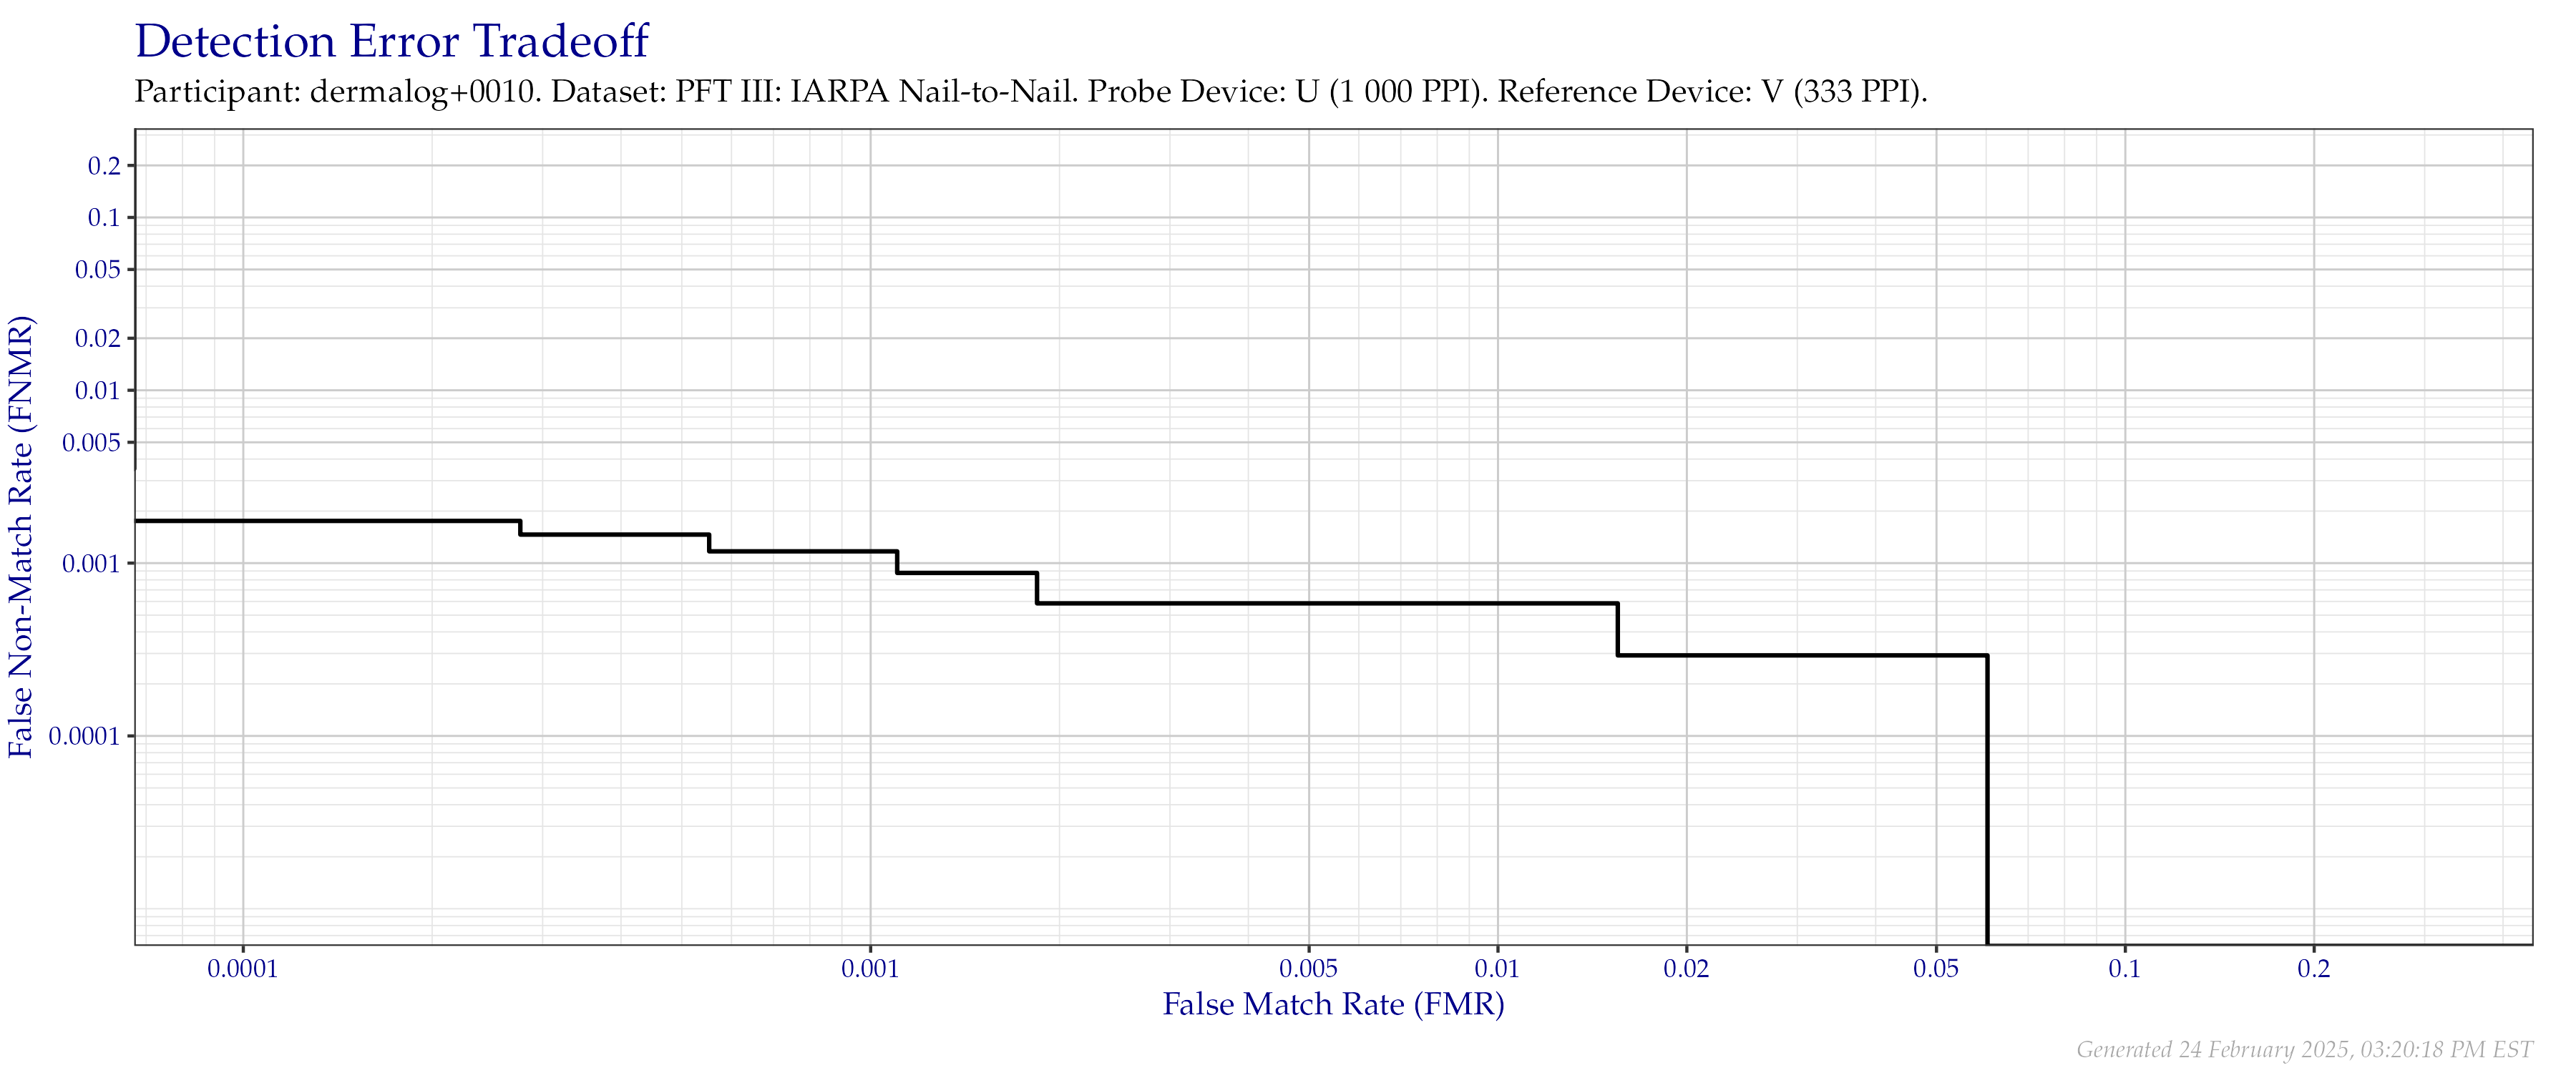 Detection Error Tradeoff
Participant: dermalog+0010. Dataset: PFT III: IARPA Nail-to-Nail. Probe Device: U (1 000 PPI). Reference Device: V (333 PPI).
False Non-Match Rate (FNMR)
0.2
0.1
0.05
0.02
0.01
0.005
0.001
0.0001
0.0001 0.001 0.005 0.01 0.02 0.05 0.1 0.2
False Match Rate (FMR)
Generated 24 February 2025, 03:20:18 PM EST